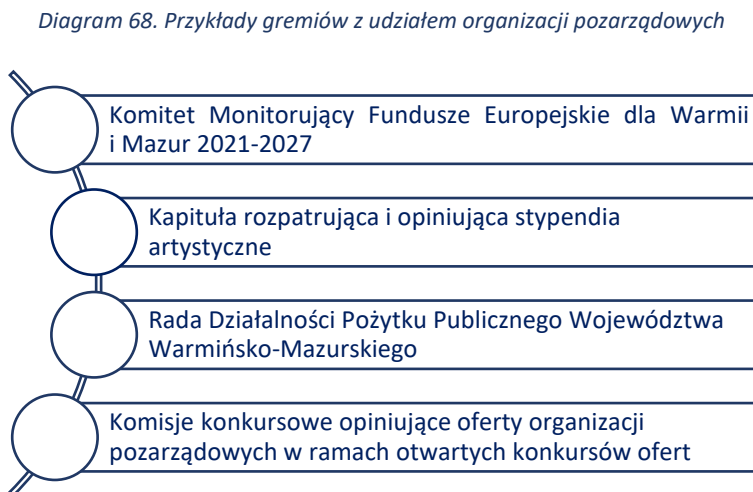 Diagram 68. Przykłady gremiów z udziałem organizacji pozarządowych
Komitet Monitorujący Fundusze Europejskie dla Warmii
i Mazur 2021-2027
Kapituła rozpatrująca i opiniująca stypendia
artystyczne
Rada Działalności Pożytku Publicznego Województwa
Warmińsko-Mazurskiego
Komisje konkursowe opiniujące oferty organizacji
pozarządowych w ramach otwartych konkursów ofert